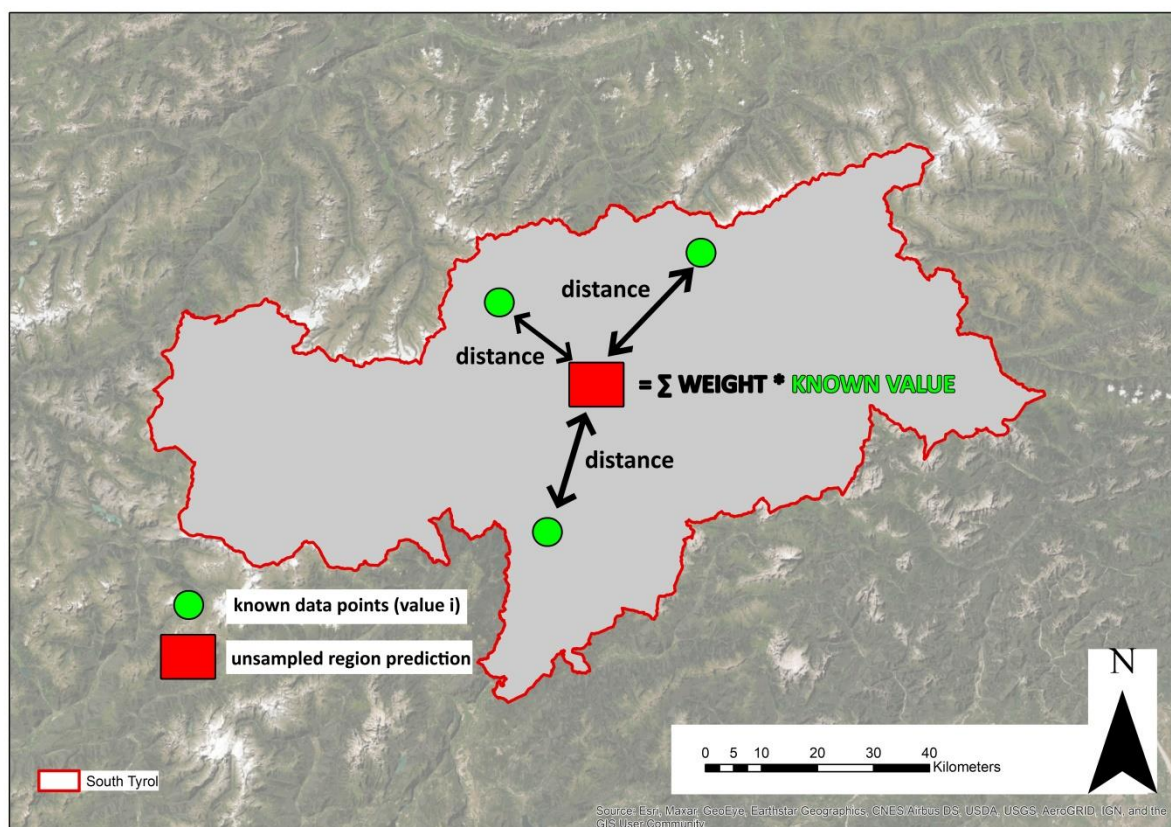 distance
distance
= Σ WEIGHT * KNOWN VALUE
distance
known data points (value i)
unsampled region prediction
South Tyrol
N
0 5 10 20 30 40
Kilometers
Source: Esri, Maxar, GeoEye, Earthstar Geographics, CNES/Airbus DS, USDA, USGS, AeroGRID, IGN, and the
GIS User Community